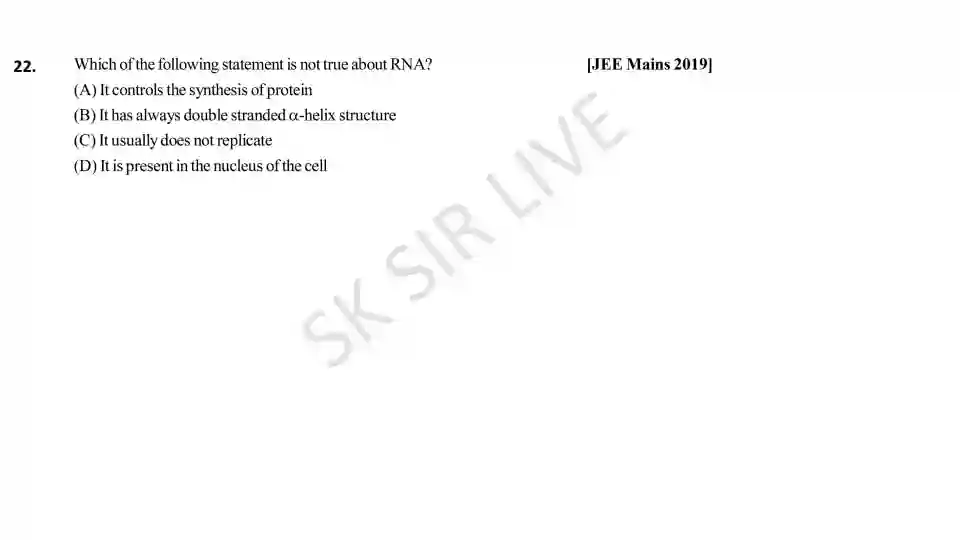 22. Which of the following statement is not true about RNA? [JEE Mains 2019]
(A) It controls the synthesis of protein
(B) It has always double stranded α-helix structure
(C) It usually does not replicate
(D) It is present in the nucleus of the cell
SK SIR LIVE